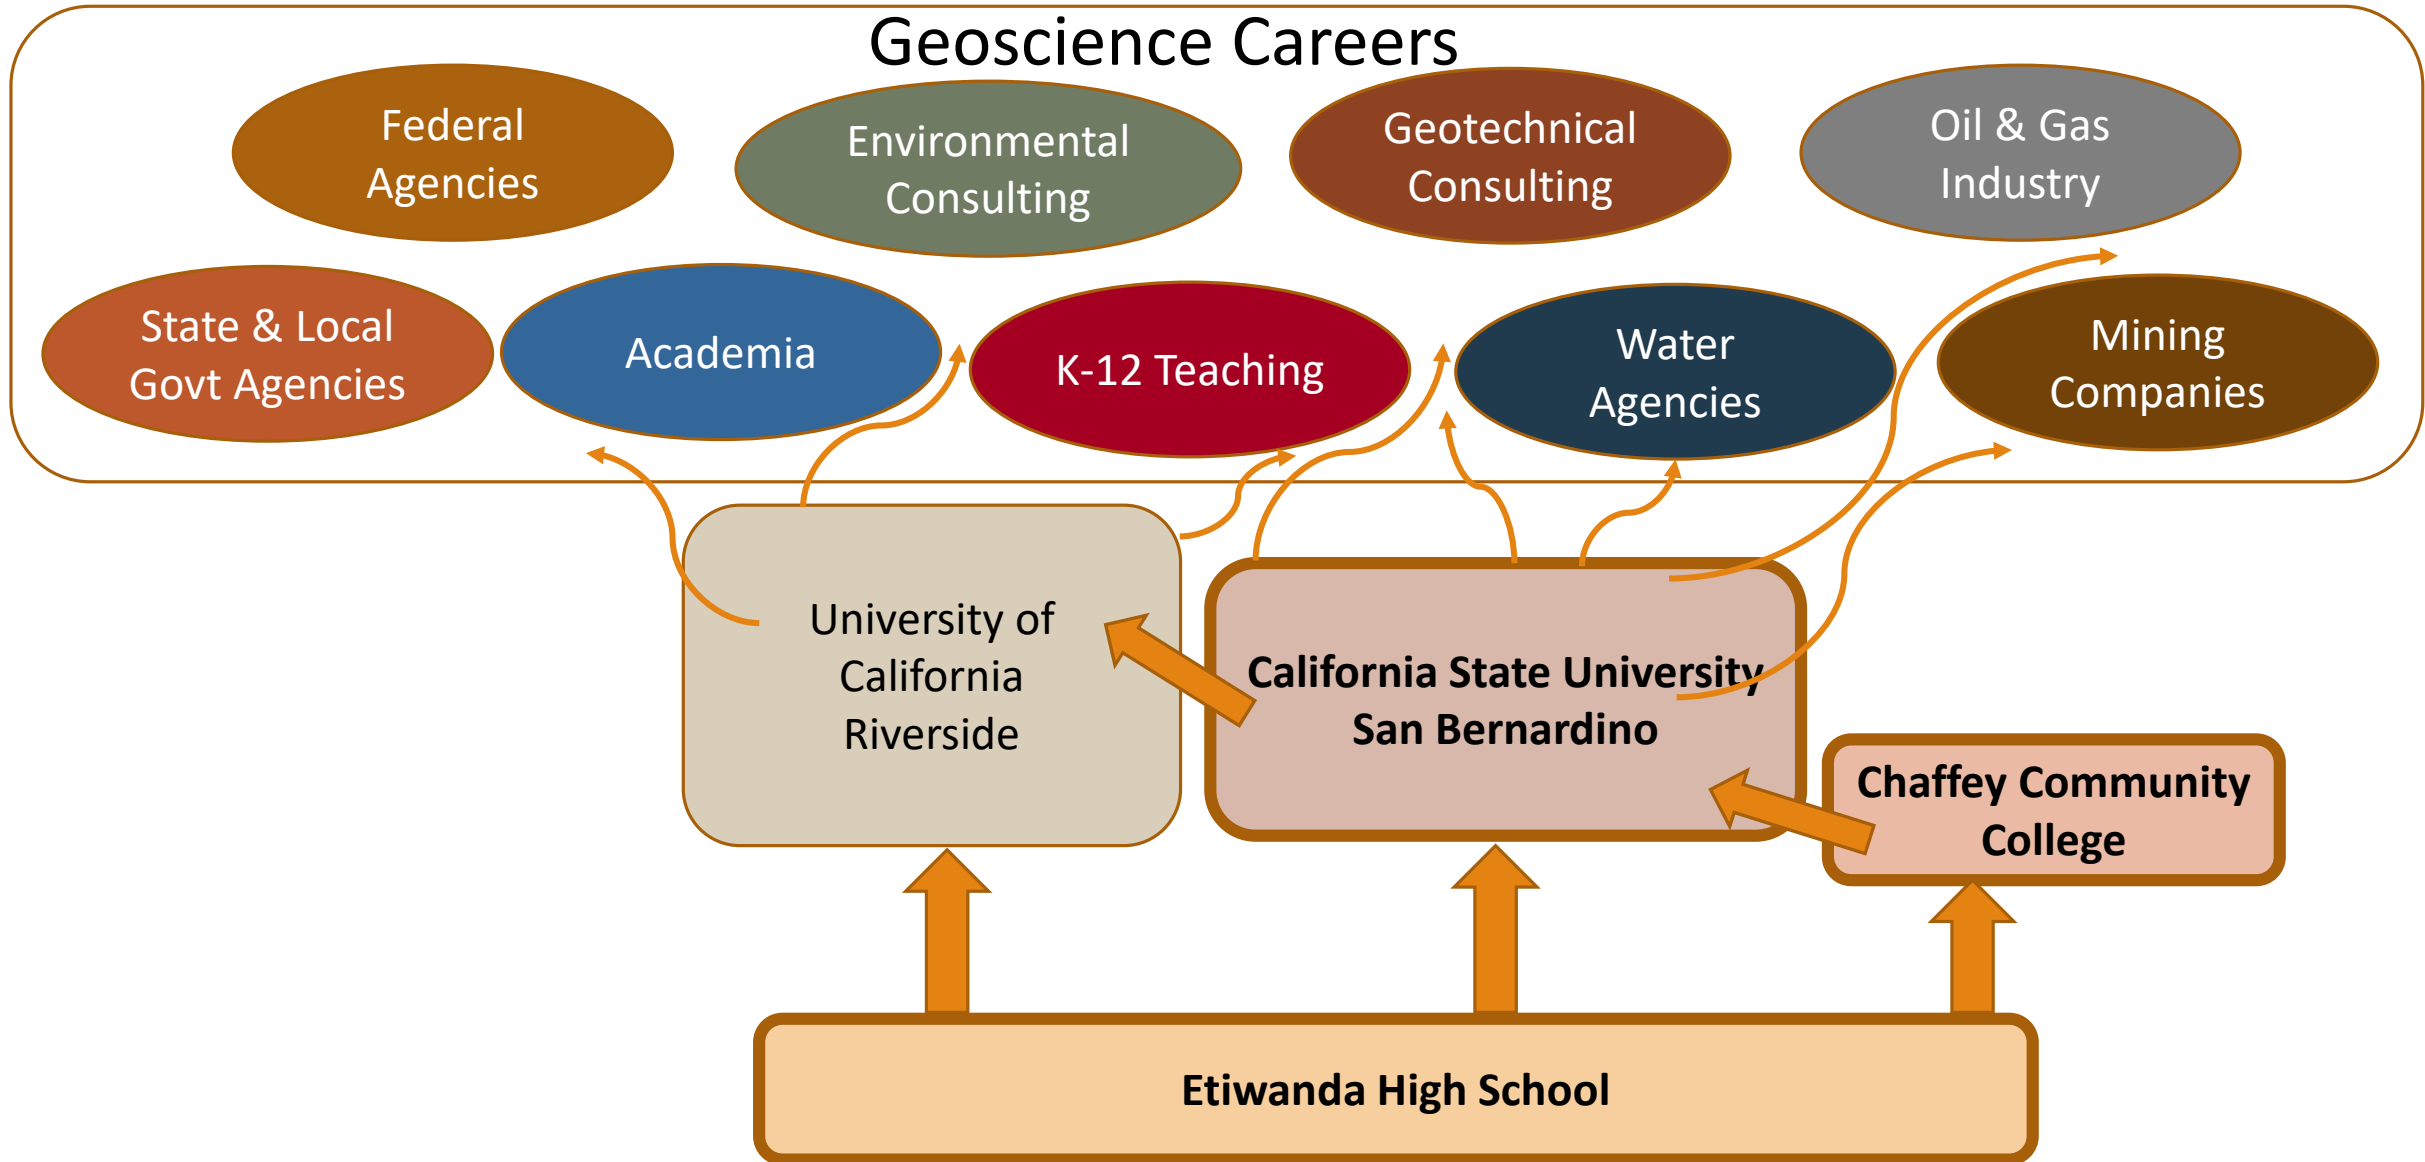 Geoscience Careers
Federal
Agencies
Environmental
Consulting
Geotechnical
Consulting
Oil & Gas
Industry
State & Local
Govt Agencies
Academia
K-12 Teaching
Water
Agencies
Mining
Companies
University of
California
Riverside
California State University
San Bernardino
Chaffey Community
College
Etiwanda High School